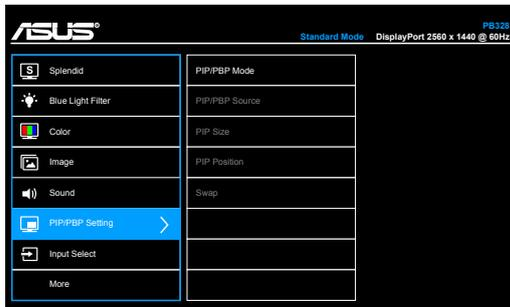 ASUS
PB328
Standard Mode DisplayPort 2560 x 1440 @ 60Hz
S Splendid
PIP/PBP Mode
Blue Light Filter
PIP/PBP Source
Color
PIP Size
Image
PIP Position
Sound
Swap
PIP/PBP Setting
Input Select
More